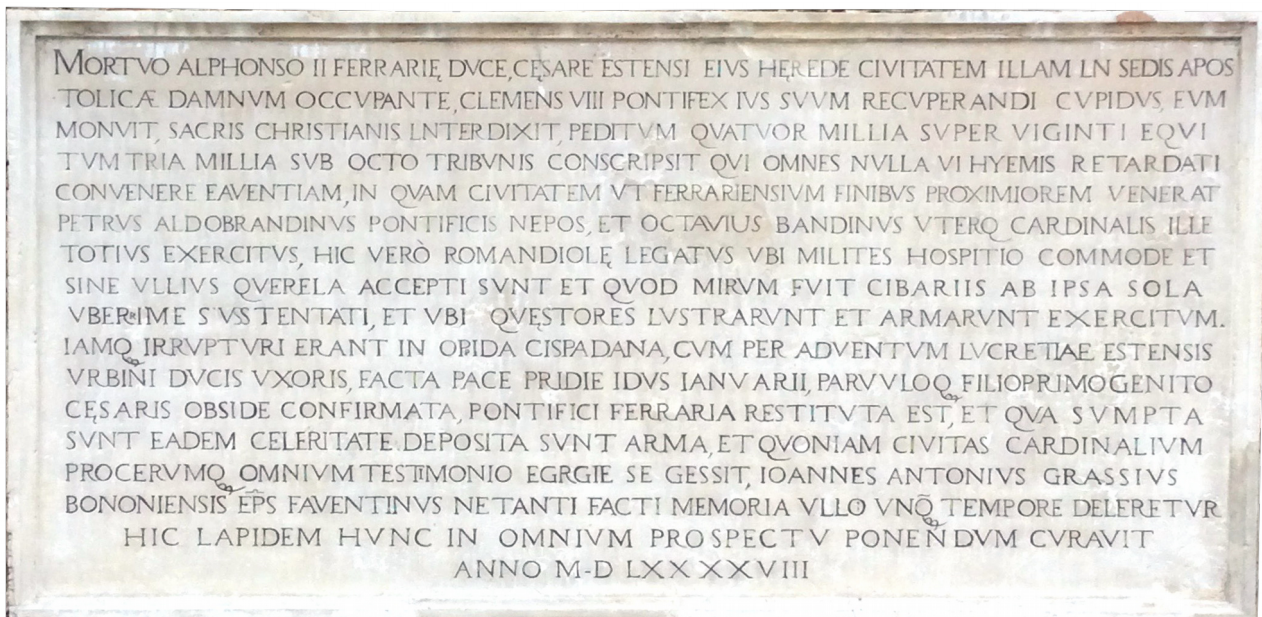 MORTVO ALPHONSO II FERRARIĘ DVCE, CĘSARE ESTENSI EIVS HĘREDE CIVITATEM ILLAM LN SEDIS APOS
TOLICÆ DAMNVM OCCVPANTE, CLEMENS VIII PONTIFEX IVS SVVM RECVPERANDI CVPIDVS, EVM
MONVIT, SACRIS CHRISTIANIS LNTERDIXIT, PEDITVM QVATVOR MILLIA SVPER VIGINTI EQVI
TVM TRIA MILLIA SVB OCTO TRIBVNIS CONSCRIPSIT QVI OMNES NVLLA VI HYEMIS RETARDATI
CONVENERE EAVENTIAM, IN QVAM CIVITATEM VT FERRARIENSIVM FINIBVS PROXIMIOREM VENERAT
PETRVS ALDOBRANDINVS PONTIFICIS NEPOS, ET OCTAVIUS BANDINVS VTERQ CARDINALIS ILLE
TOTIVS EXERCITVS, HIC VERÒ ROMANDIOLĘ LEGATVS VBI MILITES HOSPITIO COMMODE ET
SINE VLLIVS QVERELA ACCEPTI SVNT ET QVOD MIRVM FVIT CIBARIIS AB IPSA SOLA
VBERRIME SVSTENTATI, ET VBI QVĘSTORES LVSTRARVNT ET ARMARVNT EXERCITVM.
IAMQ IRRVPTVRI ERANT IN OPIDA CISPADANA, CVM PER ADVENTVM LVCRETIAE ESTENSIS
VRBINI DVCIS VXORIS, FACTA PACE PRIDIE IDVS IANVARII, PARVVLOQ FILIOPRIMOGENITO
CĘSARIS OBSIDE CONFIRMATA, PONTIFICI FERRARIA RESTITVTA EST, ET QVA SVMPTA
SVNT EADEM CELERITATE DEPOSITA SVNT ARMA, ET QVONIAM CIVITAS CARDINALIVM
PROCERVMQ OMNIVM TESTIMONIO EGRGIE SE GESSIT, IOANNES ANTONIVS GRASSIVS
BONONIENSIS EP̃S FAVENTINVS NETANTI FACTI MEMORIA VLLO VNQ̃ TEMPORE DELERETVR
HIC LAPIDEM HVNC IN OMNIVM PROSPECTV PONENDVM CVRAVIT
ANNO M-D LXXXXVIII